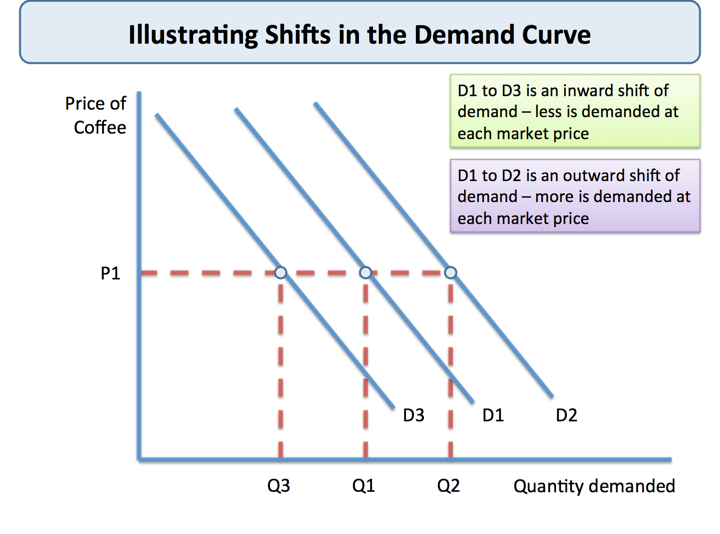 Illustrating Shifts in the Demand Curve
Price of
Coffee
D1 to D3 is an inward shift of
demand – less is demanded at
each market price
D1 to D2 is an outward shift of
demand – more is demanded at
each market price
P1
D3
D1
D2
Q3
Q1
Q2
Quantity demanded